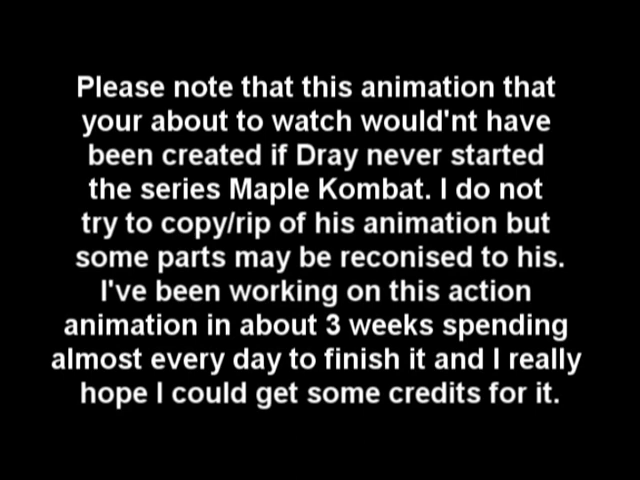 Please note that this animation that
your about to watch would'nt have
been created if Dray never started
the series Maple Kombat. I do not
try to copy/rip of his animation but
some parts may be reconised to his.
I've been working on this action
animation in about 3 weeks spending
almost every day to finish it and I really
hope I could get some credits for it.